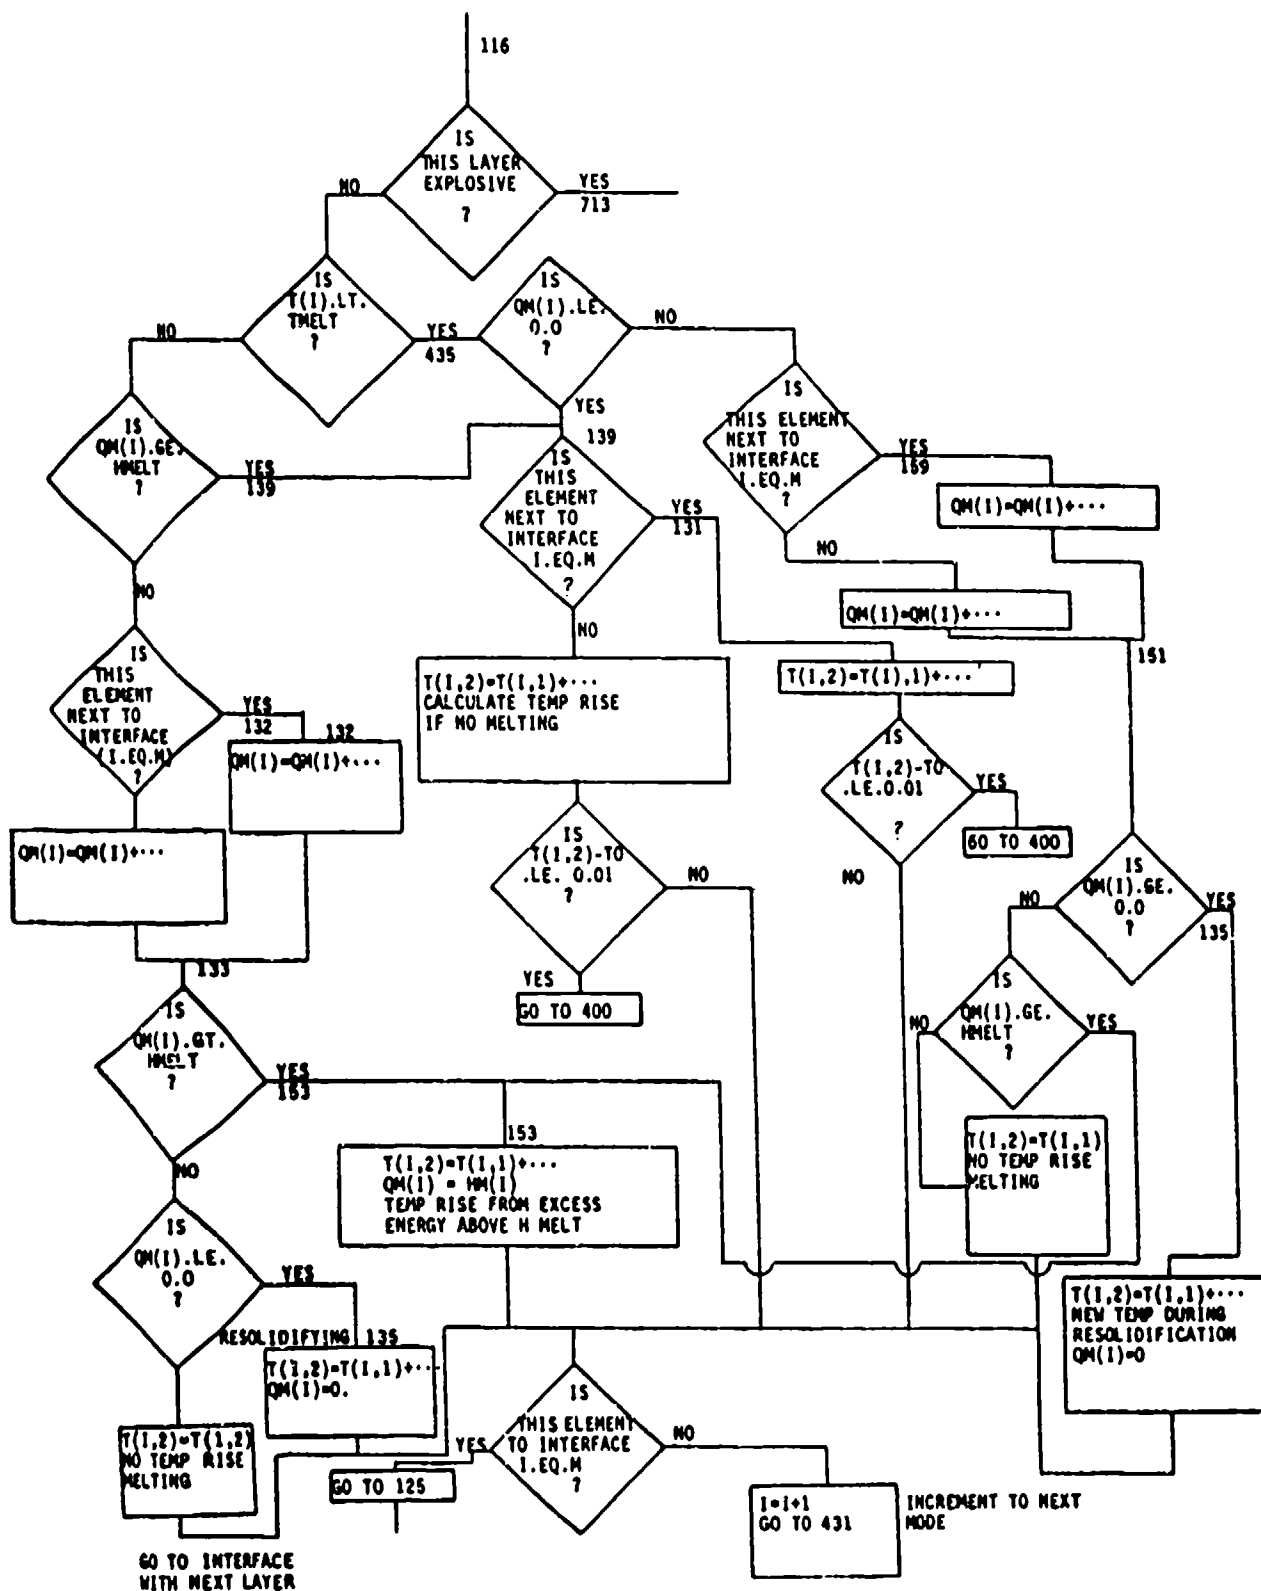 116
IS
THIS LAYER
EXPLOSIVE
?
NO
YES
713
IS
T(I).LT.
TMELT
?
NO
YES
435
IS
QM(I).LE.
0.0
?
NO
YES
IS
THIS ELEMENT
NEXT TO
INTERFACE
I.EQ.M
?
YES
159
NO
QM(I)=QM(I)+···
QM(I)=QM(I)+···
151
IS
QM(I).GE.
HMELT
?
YES
139
NO
139
IS
THIS
ELEMENT
NEXT TO
INTERFACE
I.EQ.M
?
YES
131
NO
T(I,2)=T(I,1)+···
CALCULATE TEMP RISE
IF NO MELTING
T(I,2)=T(I),1)+···
IS
T(I,2)-TO
.LE.0.01
?
YES
GO TO 400
NO
IS
THIS
ELEMENT
NEXT TO
INTERFACE
(I.EQ.M)
?
YES
132
132
QM(I)=QM(I)+···
QM(I)=QM(I)+···
133
IS
T(I,2)-TO
.LE. 0.01
?
NO
YES
GO TO 400
IS
QM(I).GE.
0.0
?
NO
YES
135
IS
QM(I).GE.
HMELT
?
NO
YES
T(I,2)=T(I,1)
NO TEMP RISE
MELTING
IS
QM(I).GT.
HMELT
?
YES
153
NO
153
T(I,2)=T(I,1)+···
QM(I) = HM(I)
TEMP RISE FROM EXCESS
ENERGY ABOVE H MELT
IS
QM(I).LE.
0.0
?
YES
RESOLIDIFYING 135
T(I,2)=T(I,1)+···
QM(I)=0.
T(I,2)=T(I,2)
NO TEMP RISE
MELTING
T(I,2)=T(I,1)+···
NEW TEMP DURING
RESOLIDIFICATION
QM(I)=0
IS
THIS ELEMENT
TO INTERFACE
I.EQ.M
?
YES
NO
GO TO 125
I=I+1
GO TO 431
INCREMENT TO NEXT
MODE
GO TO INTERFACE
WITH NEXT LAYER